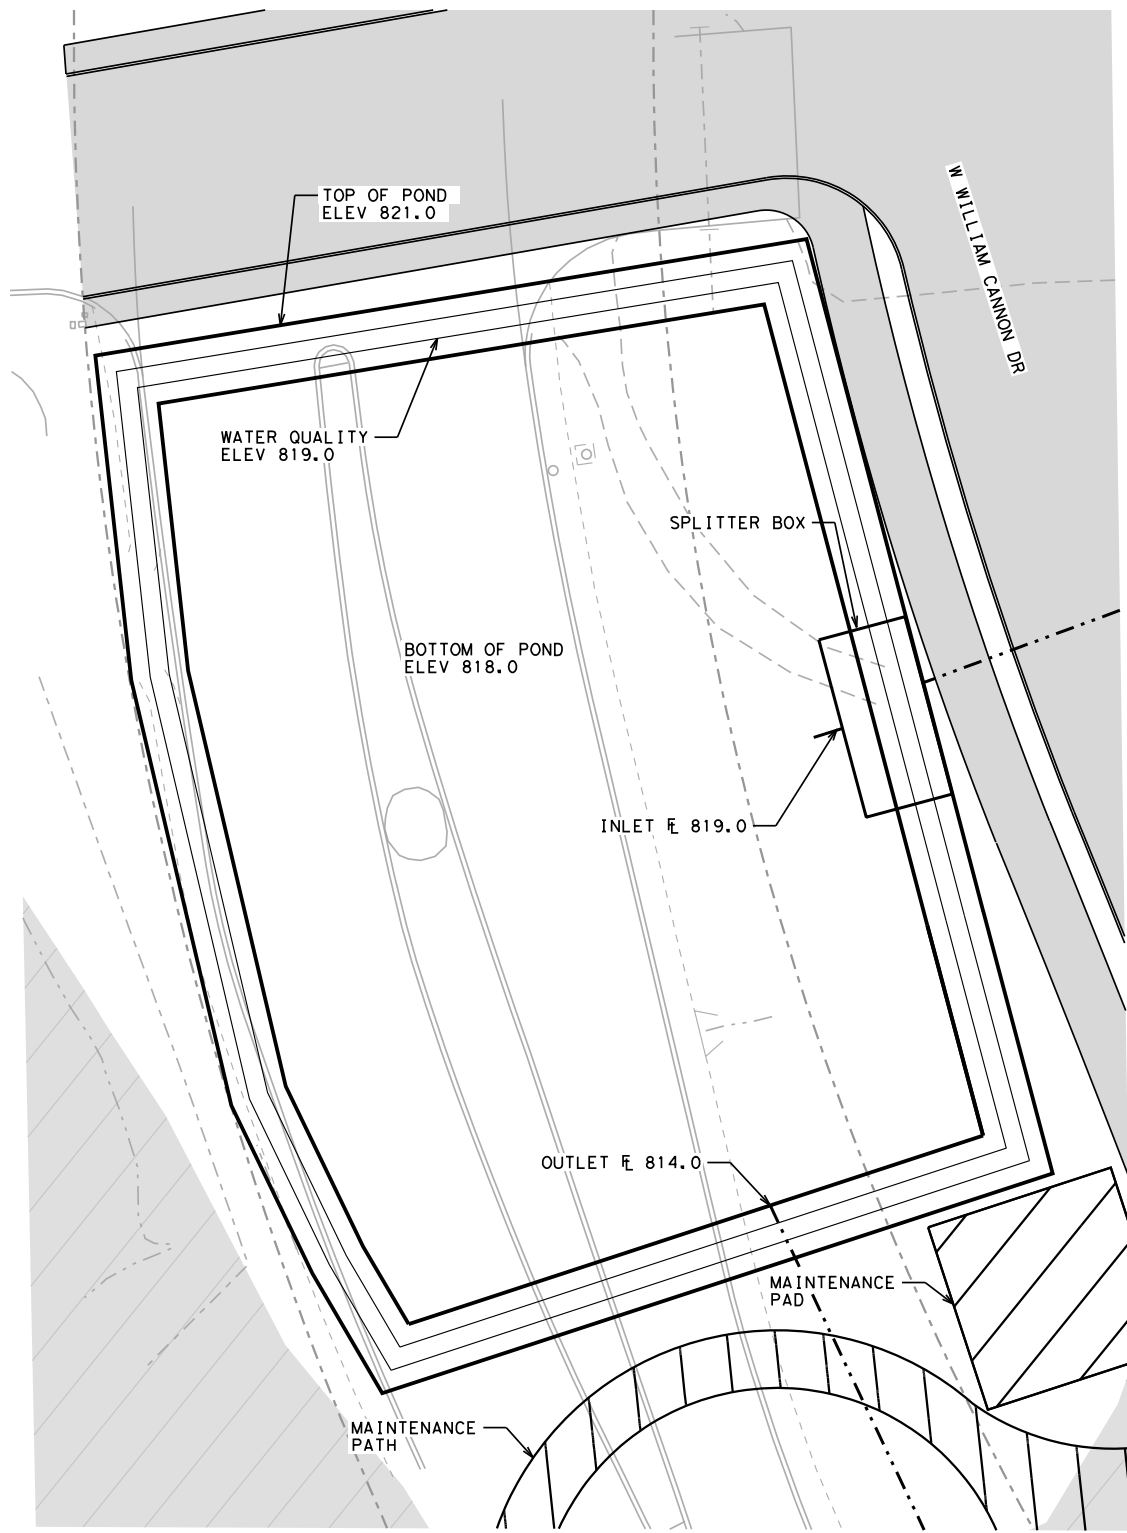 TOP OF POND
ELEV 821.0
W WILLIAM CANNON DR
WATER QUALITY
ELEV 819.0
SPLITTER BOX
BOTTOM OF POND
ELEV 818.0
INLET FL 819.0
OUTLET FL 814.0
MAINTENANCE
PAD
MAINTENANCE
PATH